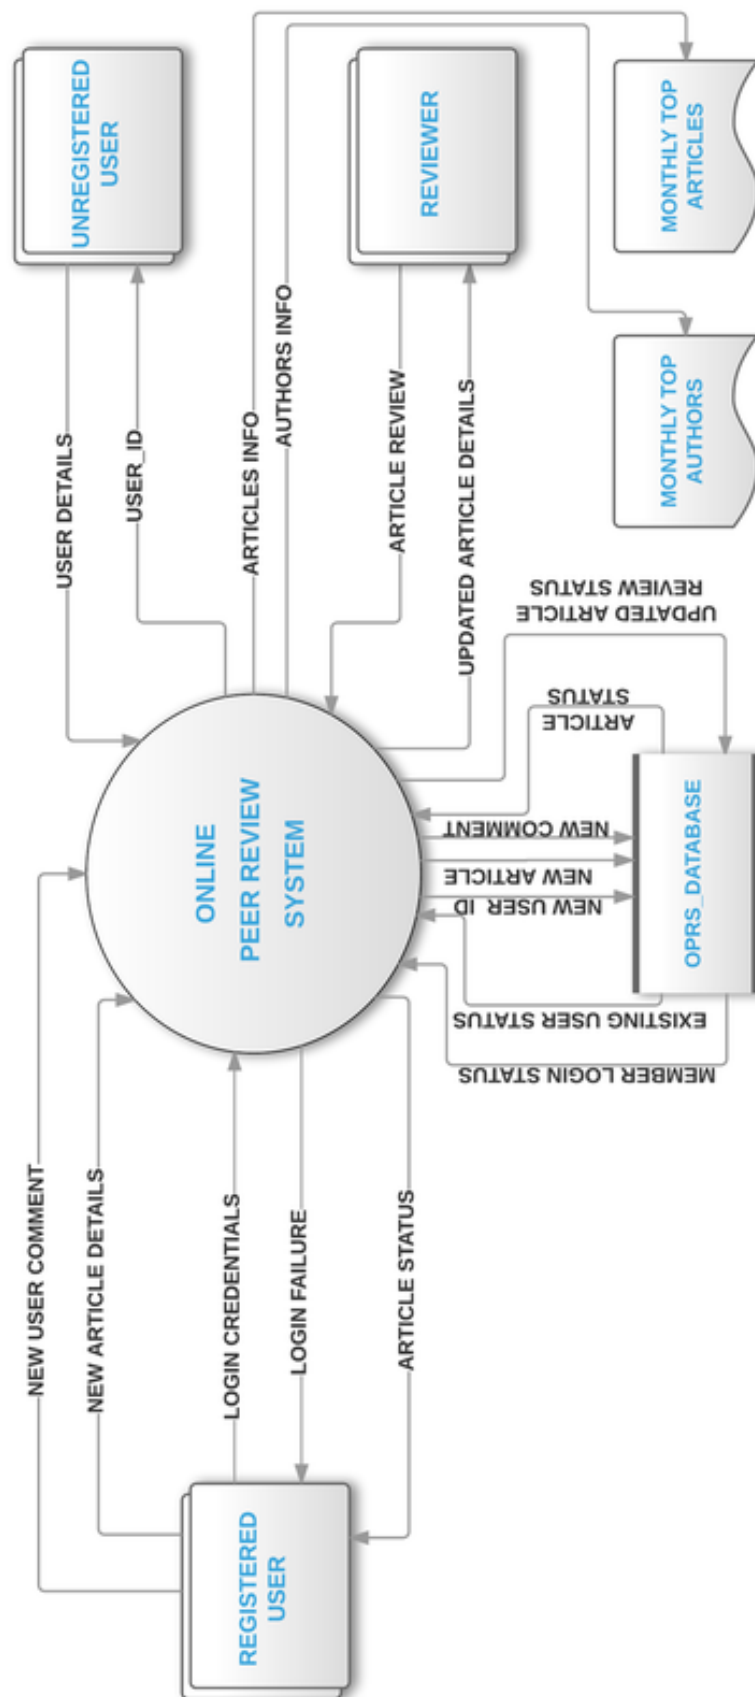 NEW USER COMMENT
NEW ARTICLE DETAILS
LOGIN CREDENTIALS
LOGIN FAILURE
ARTICLE STATUS
REGISTERED
USER
ONLINE
PEER REVIEW
SYSTEM
USER DETAILS
USER_ID
UNREGISTERED
USER
ARTICLES INFO
AUTHORS INFO
ARTICLE REVIEW
UPDATED ARTICLE DETAILS
REVIEWER
MEMBER LOGIN STATUS
EXISTING USER STATUS
NEW USER ID
NEW ARTICLE
NEW COMMENT
ARTICLE
STATUS
UPDATED ARTICLE
REVIEW STATUS
OPRS_DATABASE
MONTHLY TOP
AUTHORS
MONTHLY TOP
ARTICLES